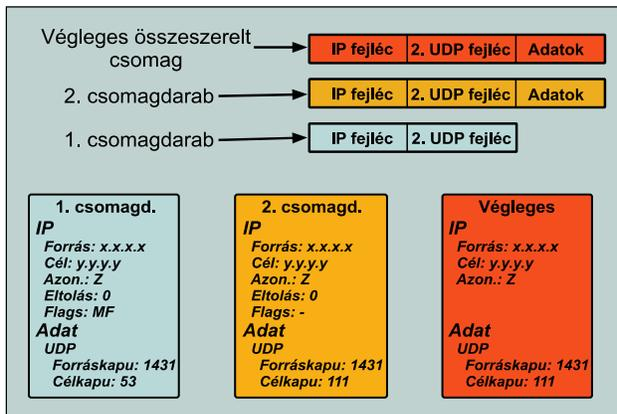 Végleges összeszerelt
csomag
IP fejléc 2. UDP fejléc Adatok
2. csomagdarab
IP fejléc 2. UDP fejléc Adatok
1. csomagdarab
IP fejléc 2. UDP fejléc
1. csomagd.
IP
Forrás: x.x.x.x
Cél: y.y.y.y
Azon.: Z
Eltolás: 0
Flags: MF
Adat
UDP
Forráskapu: 1431
Célkapu: 53
2. csomagd.
IP
Forrás: x.x.x.x
Cél: y.y.y.y
Azon.: Z
Eltolás: 0
Flags: -
Adat
UDP
Forráskapu: 1431
Célkapu: 111
Végleges
IP
Forrás: x.x.x.x
Cél: y.y.y.y
Azon.: Z
Adat
UDP
Forráskapu: 1431
Célkapu: 111